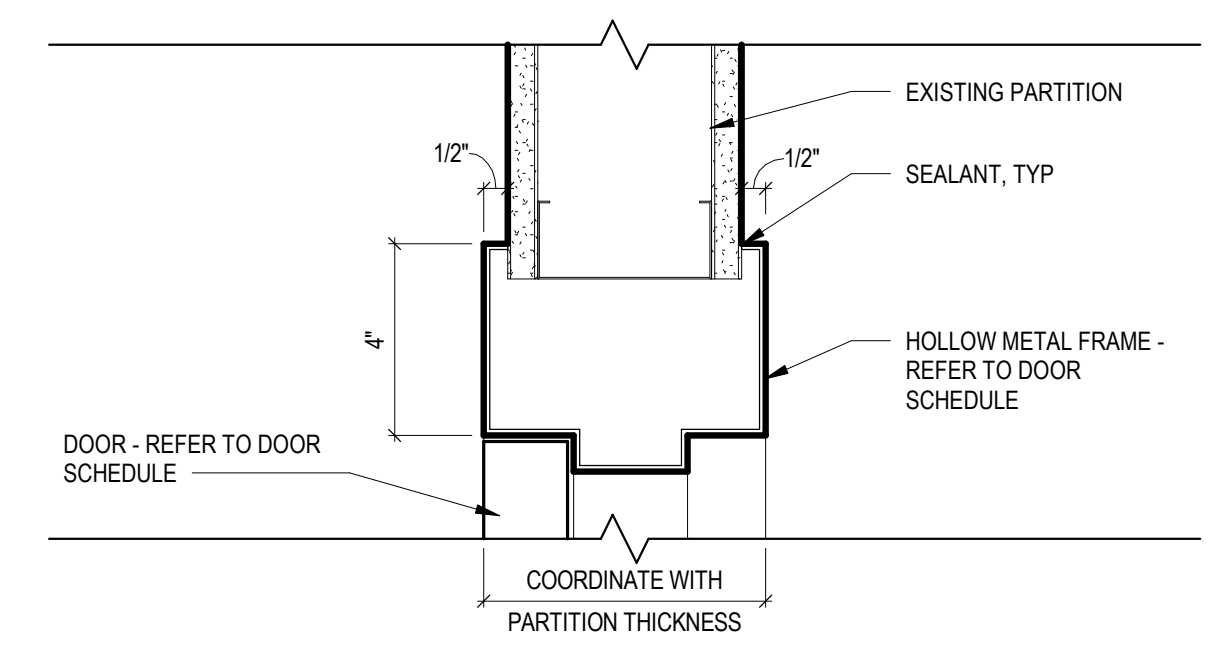 EXISTING PARTITION
1/2"
1/2"
SEALANT, TYP
4"
HOLLOW METAL FRAME -
REFER TO DOOR
SCHEDULE
DOOR - REFER TO DOOR
SCHEDULE
COORDINATE WITH
PARTITION THICKNESS